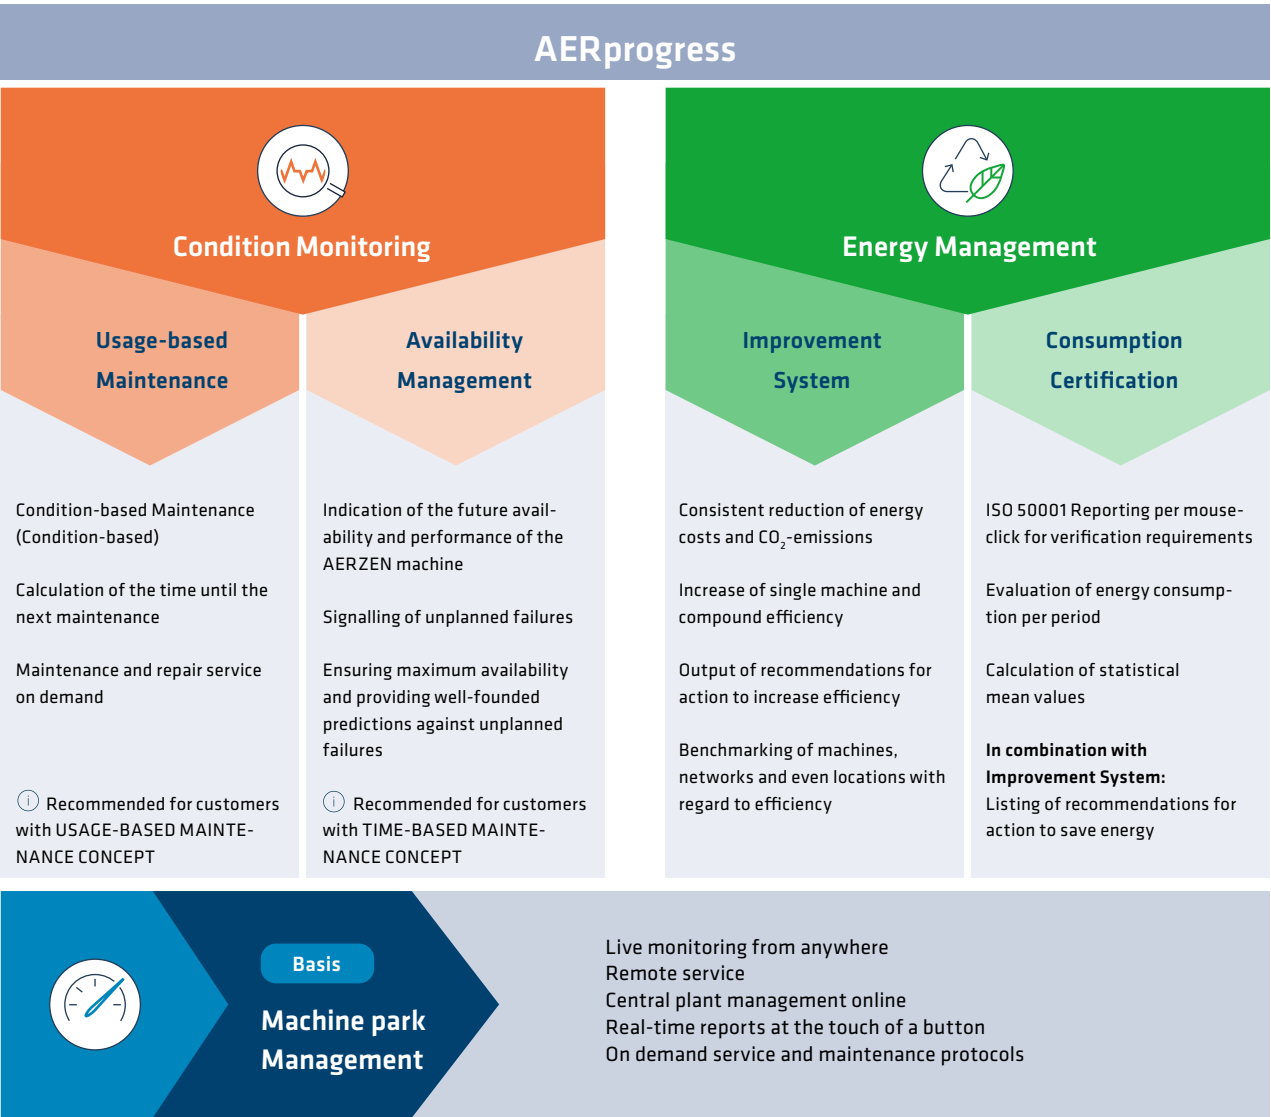 AERprogress
Condition Monitoring
Usage-based
Maintenance
Condition-based Maintenance
(Condition-based)
Calculation of the time until the
next maintenance
Maintenance and repair service
on demand
i Recommended for customers
with USAGE-BASED MAINTE-
NANCE CONCEPT
Availability
Management
Indication of the future avail-
ability and performance of the
AERZEN machine
Signalling of unplanned failures
Ensuring maximum availability
and providing well-founded
predictions against unplanned
failures
i Recommended for customers
with TIME-BASED MAINTE-
NANCE CONCEPT
Energy Management
Improvement
System
Consistent reduction of energy
costs and CO₂-emissions
Increase of single machine and
compound efficiency
Output of recommendations for
action to increase efficiency
Benchmarking of machines,
networks and even locations with
regard to efficiency
Consumption
Certification
ISO 50001 Reporting per mouse-
click for verification requirements
Evaluation of energy consump-
tion per period
Calculation of statistical
mean values
In combination with
Improvement System:
Listing of recommendations for
action to save energy
Basis
Machine park
Management
Live monitoring from anywhere
Remote service
Central plant management online
Real-time reports at the touch of a button
On demand service and maintenance protocols